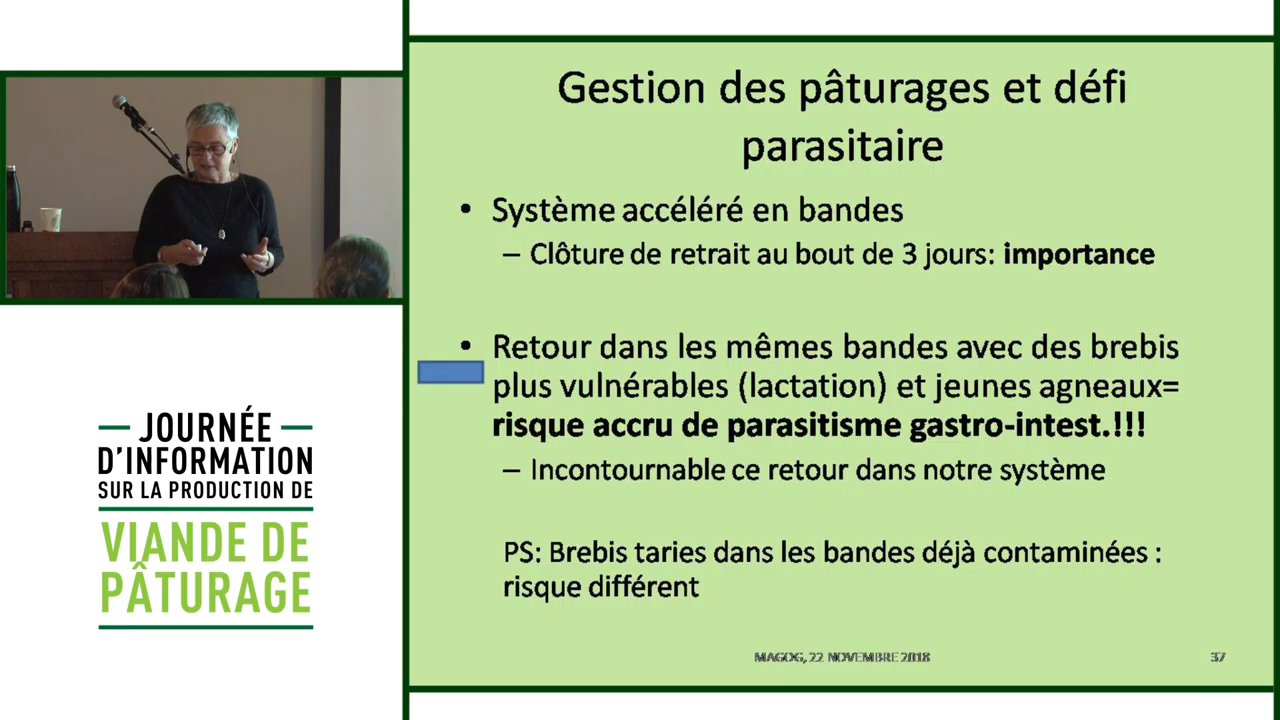 Gestion des pâturages et défi
parasitaire
• Système accéléré en bandes
– Clôture de retrait au bout de 3 jours: importance
• Retour dans les mêmes bandes avec des brebis
plus vulnérables (lactation) et jeunes agneaux=
risque accru de parasitisme gastro-intest.!!!
– Incontournable ce retour dans notre système
PS: Brebis taries dans les bandes déjà contaminées :
risque différent
MAGOG, 22 NOVEMBRE 2018
37
— JOURNÉE —
D'INFORMATION
SUR LA PRODUCTION DE
VIANDE DE
PÂTURAGE